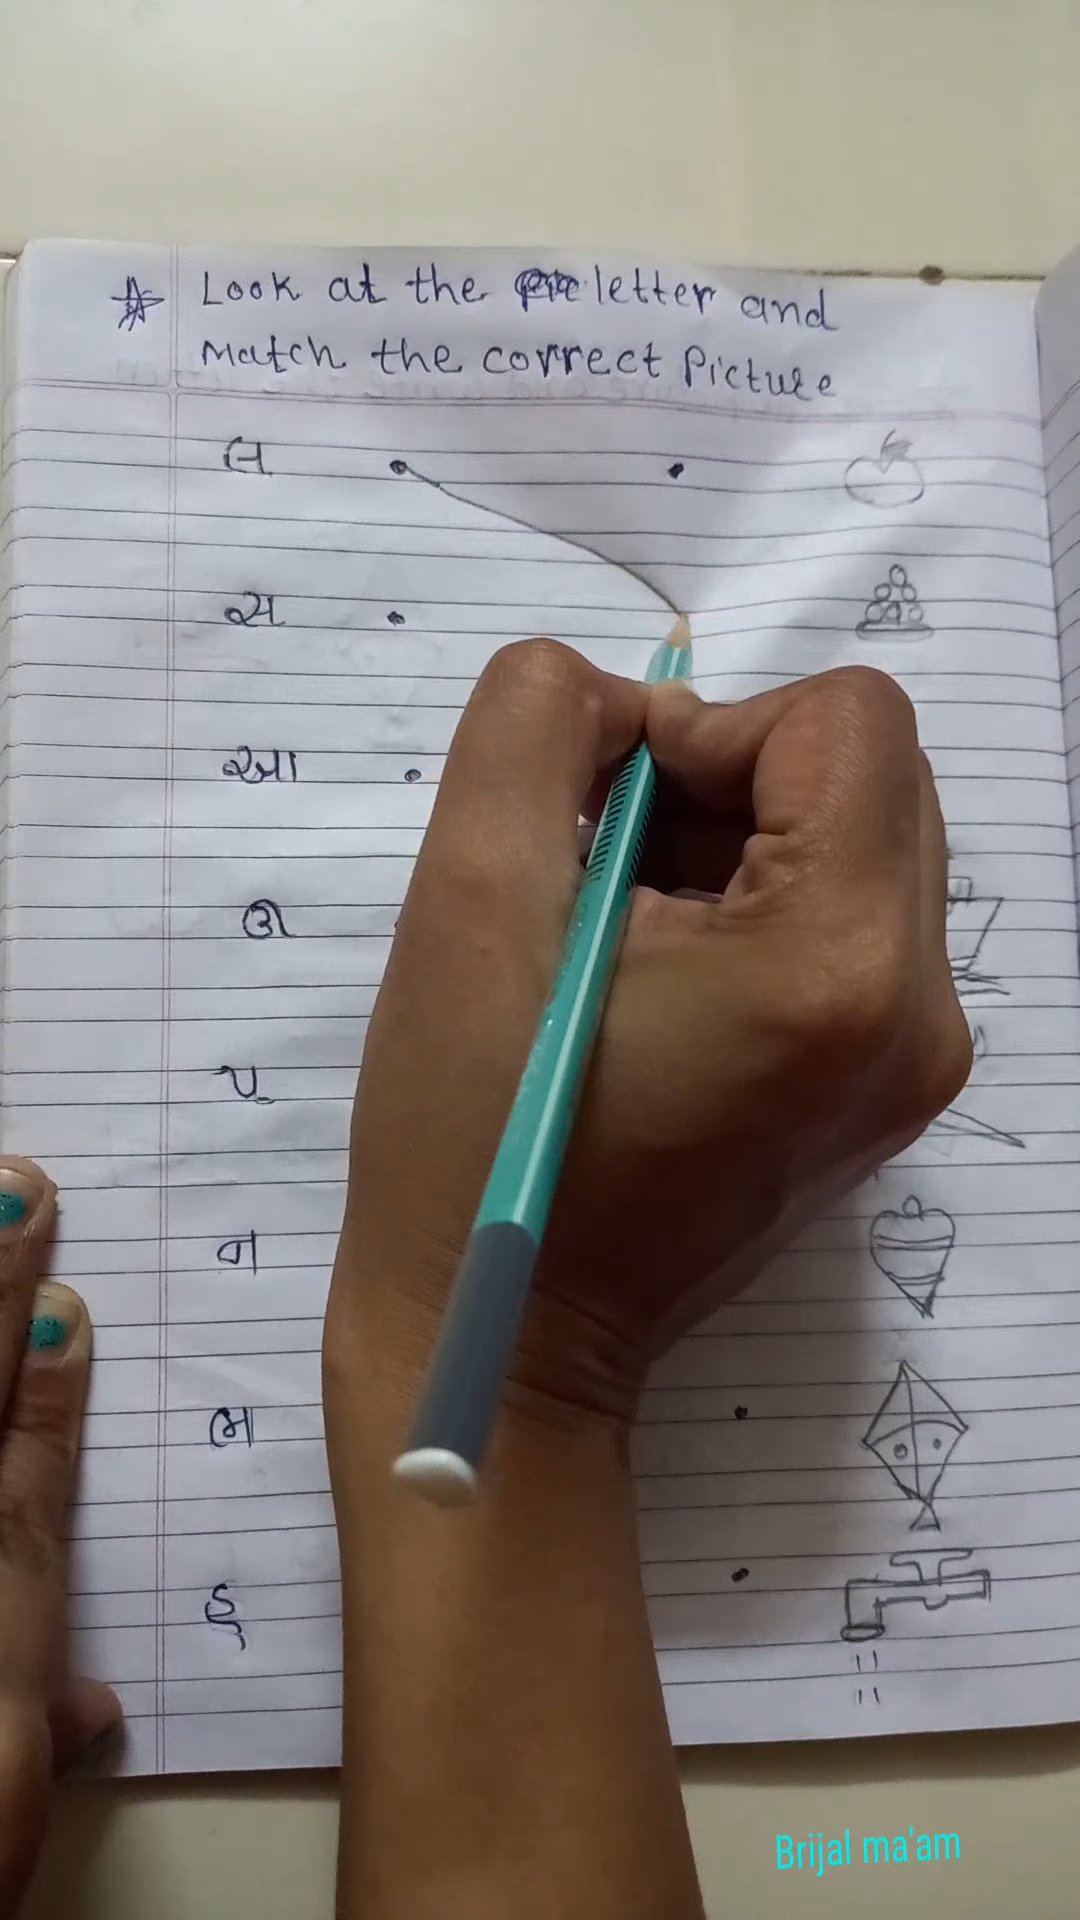 Look at the letter and
Match the correct Picture
લ
સ
આ
જ
પ
ન
ભ
હ
Brijal ma'am